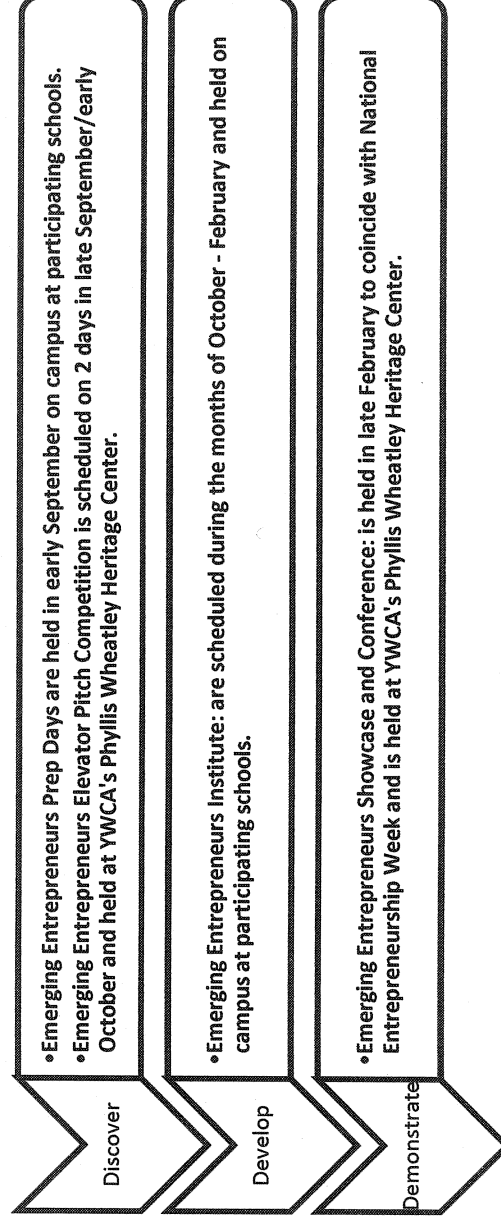 Discover
•Emerging Entrepreneurs Prep Days are held in early September on campus at participating schools.
•Emerging Entrepreneurs Elevator Pitch Competition is scheduled on 2 days in late September/early
October and held at YWCA's Phyllis Wheatley Heritage Center.
Develop
•Emerging Entrepreneurs Institute: are scheduled during the months of October - February and held on
campus at participating schools.
Demonstrate
•Emerging Entrepreneurs Showcase and Conference: is held in late February to coincide with National
Entrepreneurship Week and is held at YWCA's Phyllis Wheatley Heritage Center.